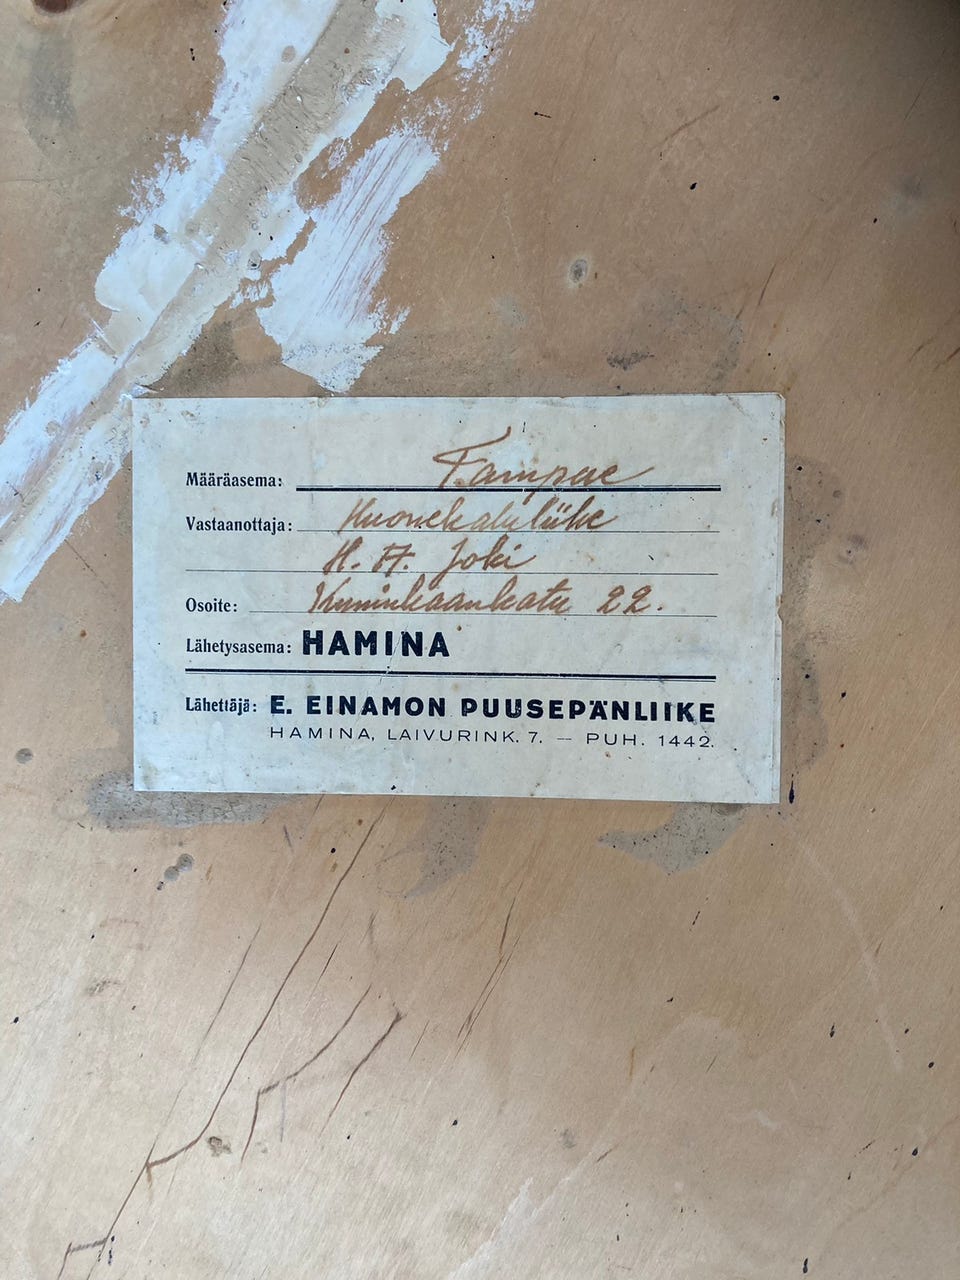 Määräasema: Tampere
Vastaanottaja: Huonekaluliike
H. A. Joki
Osoite: Kuninkaankatu 22.
Lähetysasema: HAMINA
Lähettäjä: E. EINAMON PUUSEPÄNLIIKE
HAMINA, LAIVURINK. 7. — PUH. 1442.